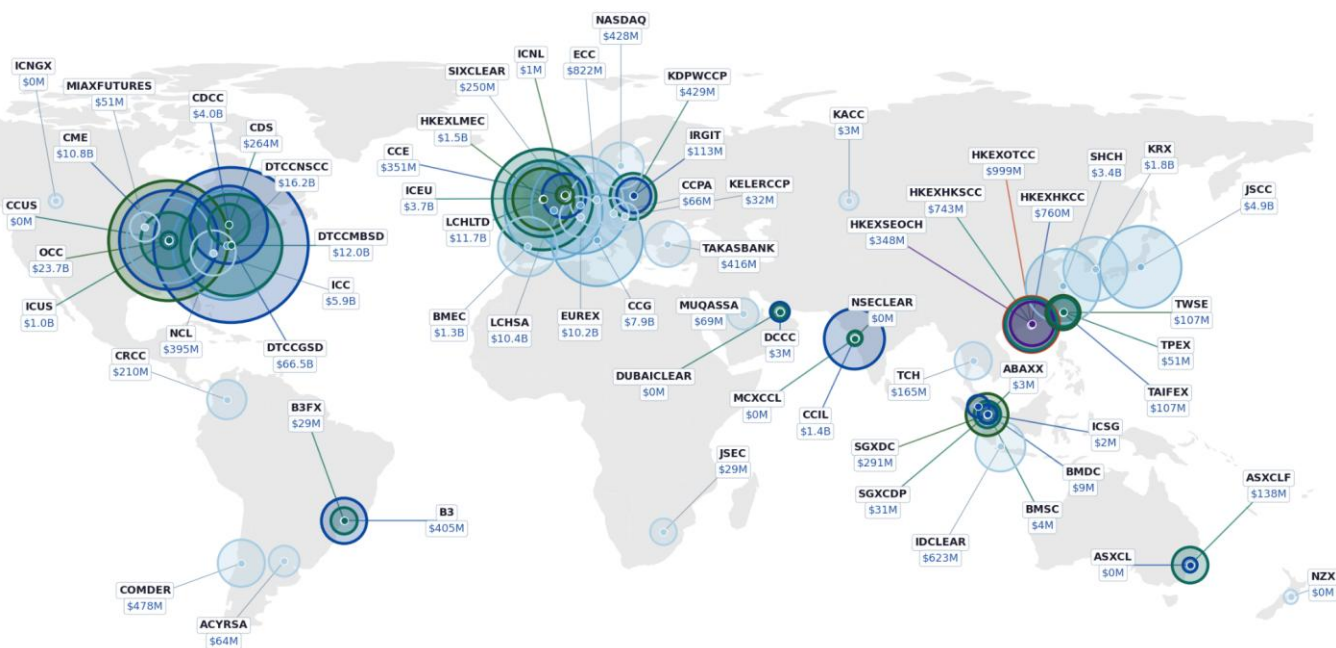 NASDAQ
$428M
ICNGX
$0M
MIAXFUTURES
$51M
CDCC
$4.0B
CDS
$264M
CME
$10.8B
DTCCNSCC
$16.2B
CCUS
$0M
OCC
$23.7B
ICUS
$1.0B
DTCCMBSD
$12.0B
ICC
$5.9B
NCL
$395M
DTCCGSD
$66.5B
CRCC
$210M
B3FX
$29M
B3
$405M
COMDER
$478M
ACYRSA
$64M
ICNL
$1M
ECC
$822M
SIXCLEAR
$250M
KDPWCCP
$429M
HKEXLMEC
$1.5B
IRGIT
$113M
CCE
$351M
CCPA
$66M
KELERCCP
$32M
ICEU
$3.7B
LCHLTD
$11.7B
TAKASBANK
$416M
BMEC
$1.3B
LCHSA
$10.4B
EUREX
$10.2B
CCG
$7.9B
MUQASSA
$69M
DCCC
$3M
DUBAICLEAR
$0M
NSECLEAR
$0M
MCXCCL
$0M
CCIL
$1.4B
JSEC
$29M
KACC
$3M
HKEXOTCC
$999M
SHCH
$3.4B
KRX
$1.8B
JSCC
$4.9B
HKEXHKSCC
$743M
HKEXHKCC
$760M
HKEXSEOCH
$348M
TWSE
$107M
TPEX
$51M
TAIFEX
$107M
TCH
$165M
ABAXX
$3M
ICSG
$2M
SGXDC
$291M
BMDC
$9M
SGXCDP
$31M
BMSC
$4M
IDCLEAR
$623M
ASXCLF
$138M
ASXCL
$0M
NZX
$0M